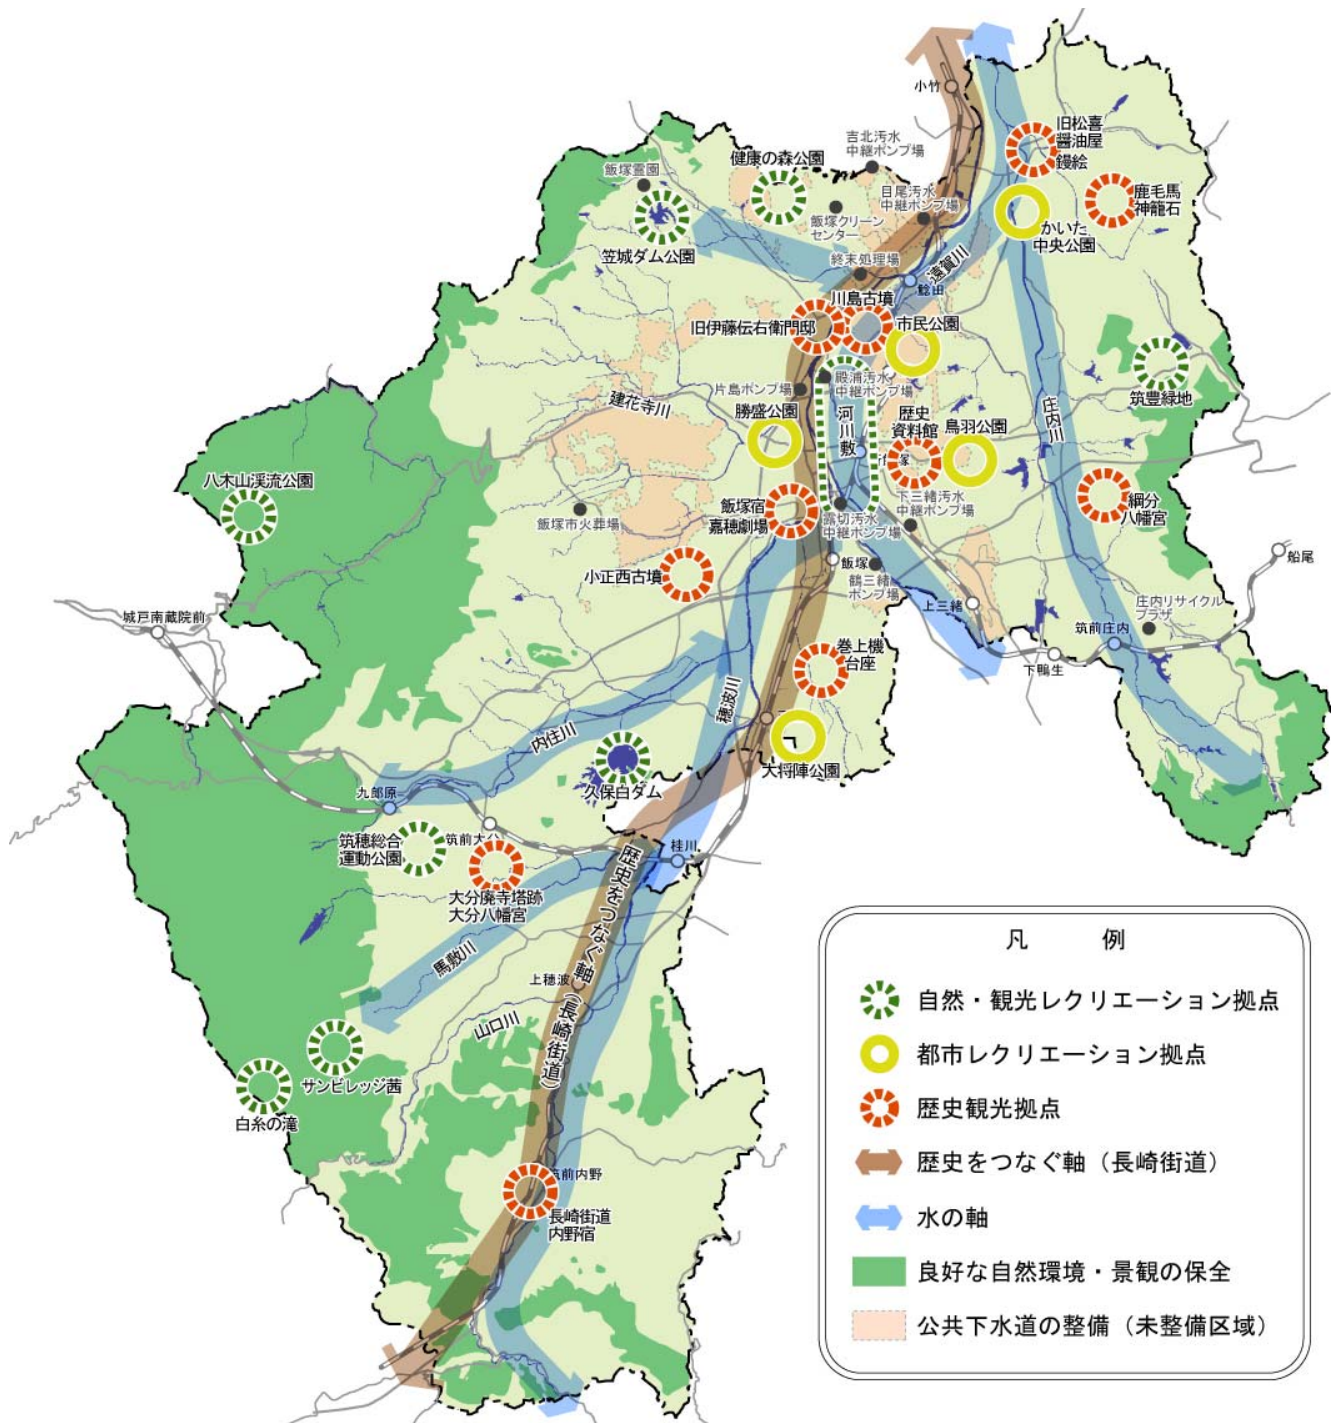 小竹
旧松喜
醤油屋
鏝絵
吉北汚水
中継ポンプ場
健康の森公園
飯塚霊園
目尾汚水
中継ポンプ場
鹿毛馬
神籠石
飯塚クリーン
センター
かいた
中央公園
笠城ダム公園
終末処理場
遠賀川
鯰田
川島古墳
旧伊藤伝右衛門邸
市民公園
殿浦汚水
中継ポンプ場
片島ポンプ場
筑豊緑地
建花寺川
勝盛公園
河川敷
歴史
資料館
鳥羽公園
庄内川
八木山渓流公園
飯塚宿
嘉穂劇場
下三緒汚水
中継ポンプ場
綱分
八幡宮
飯塚市火葬場
露切汚水
中継ポンプ場
船尾
飯塚
鶴三緒
ポンプ場
小正西古墳
上三緒
庄内リサイクル
プラザ
城戸南蔵院前
筑前庄内
巻上機
台座
下鴨生
穂波川
内住川
大将陣公園
久保白ダム
九郎原
筑穂総合
運動公園
筑前大分
桂川
大分廃寺塔跡
大分八幡宮
歴史をつなぐ軸（長崎街道）
馬敷川
上穂波
山口川
サンビレッジ茜
白糸の滝
筑前内野
長崎街道
内野宿
凡 例
自然・観光レクリエーション拠点
都市レクリエーション拠点
歴史観光拠点
歴史をつなぐ軸（長崎街道）
水の軸
良好な自然環境・景観の保全
公共下水道の整備（未整備区域）